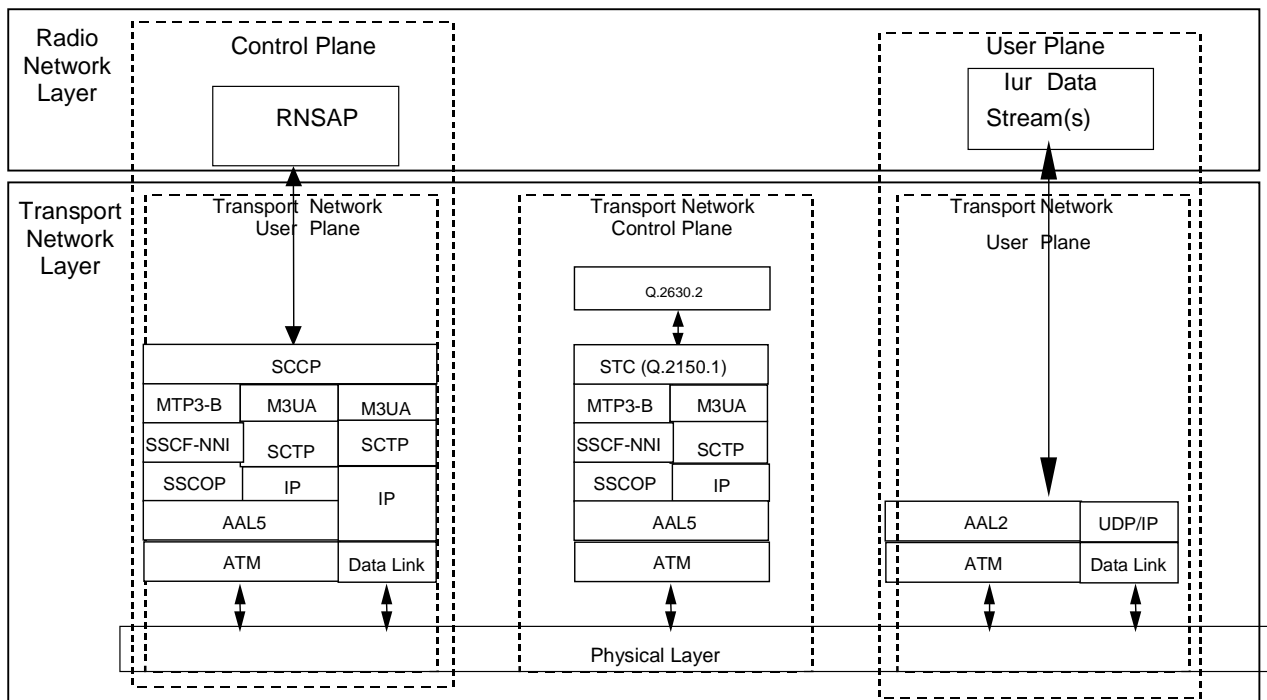 Radio
Network
Layer
Control Plane
User Plane
RNSAP
Iur Data
Stream(s)
Transport
Network
Layer
Transport Network
User Plane
Transport Network
Control Plane
Transport Network
User Plane
Q.2630.2
SCCP
MTP3-B
M3UA
M3UA
SSCF-NNI
SCTP
SCTP
SSCOP
IP
IP
AAL5
ATM
Data Link
STC (Q.2150.1)
MTP3-B
M3UA
SSCF-NNI
SCTP
SSCOP
IP
AAL5
ATM
AAL2
UDP/IP
ATM
Data Link
Physical Layer